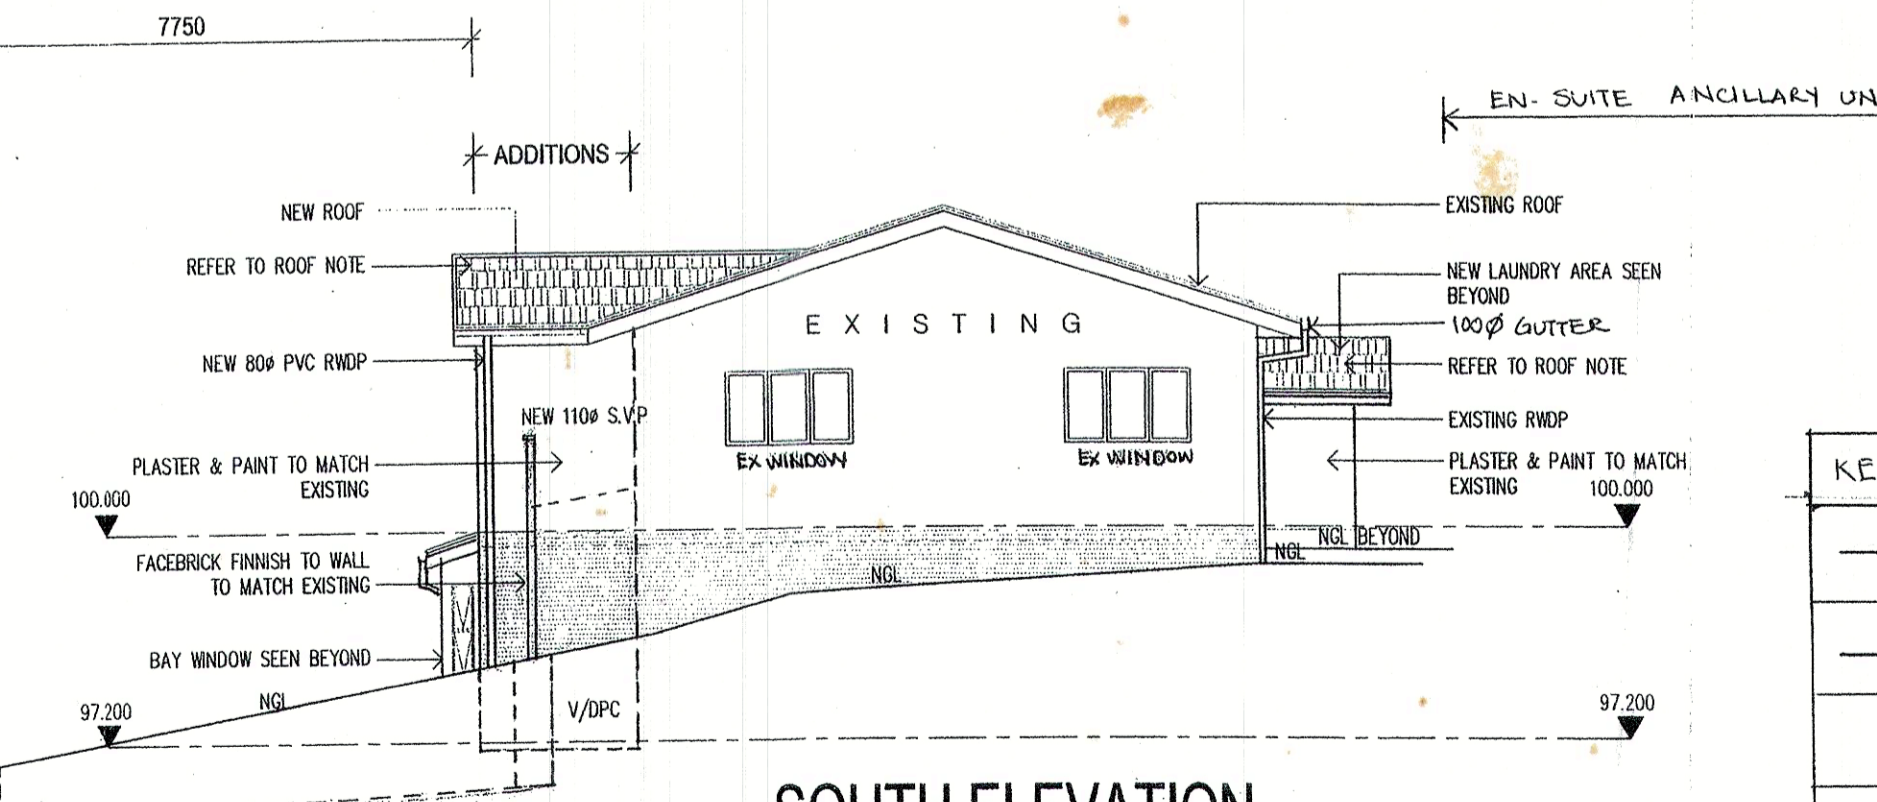 7750
EN-SUITE ANCILLARY UN
ADDITIONS
NEW ROOF
EXISTING ROOF
REFER TO ROOF NOTE
NEW LAUNDRY AREA SEEN
BEYOND
EXISTING
100Ø GUTTER
NEW 80ø PVC RWDP
REFER TO ROOF NOTE
NEW 110ø S.V.P
EXISTING RWDP
EX WINDOW
EX WINDOW
PLASTER & PAINT TO MATCH
EXISTING
PLASTER & PAINT TO MATCH
EXISTING
KE
100.000
100.000
NGL BEYOND
NGL
FACEBRICK FINNISH TO WALL
TO MATCH EXISTING
NGL
BAY WINDOW SEEN BEYOND
NGL
97.200
V/DPC
97.200
SOUTH ELEVATION